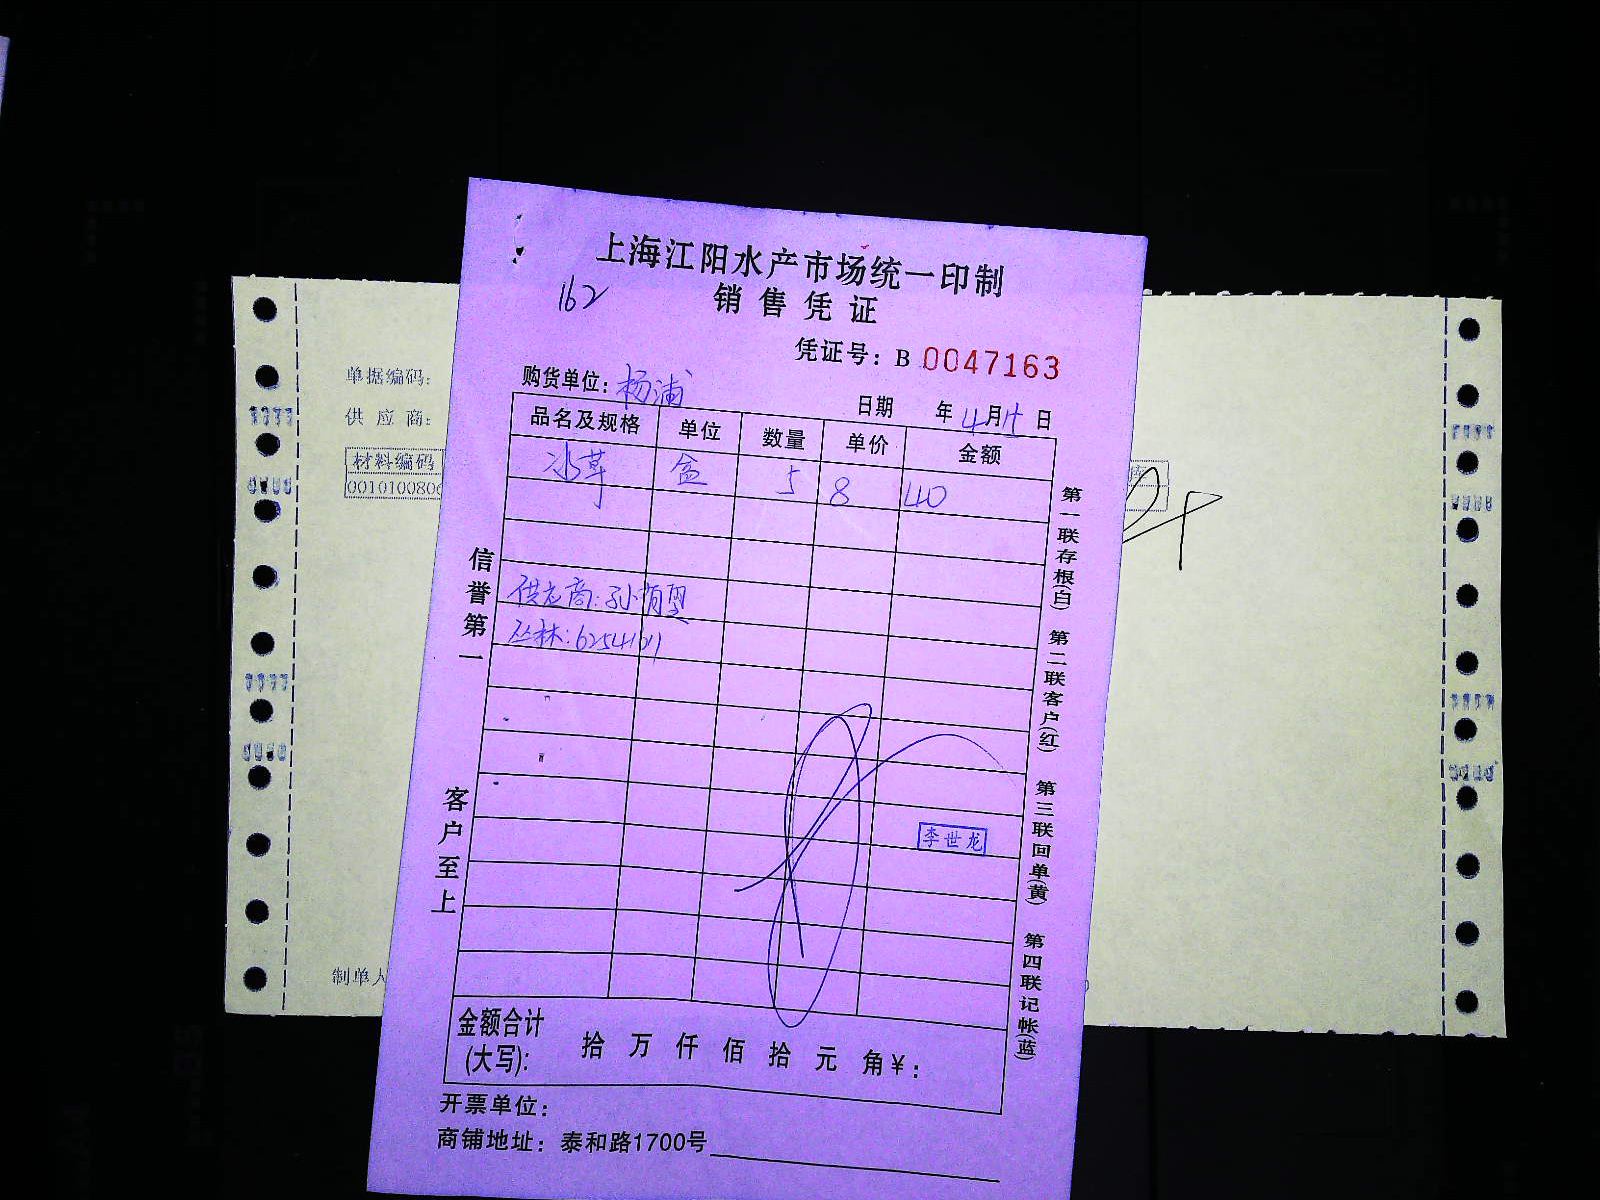 上海江阳水产市场统一印制
162
销售凭证
凭证号：B 0047163
购货单位：杨浦
日期 年 4月 日
品名及规格 单位 数量 单价 金额
冰草 盒 5 8 40
供应商：孙
丛林：
李世龙
金额合计(大写)： 拾 万 仟 佰 拾 元 角 ¥：
开票单位：
商铺地址：泰和路1700号
信誉第一
客户至上
第一联存根(白) 第二联客户(红) 第三联回单(黄) 第四联记帐(蓝)
单据编码：
供应商：
材料编码
00101008
制单人